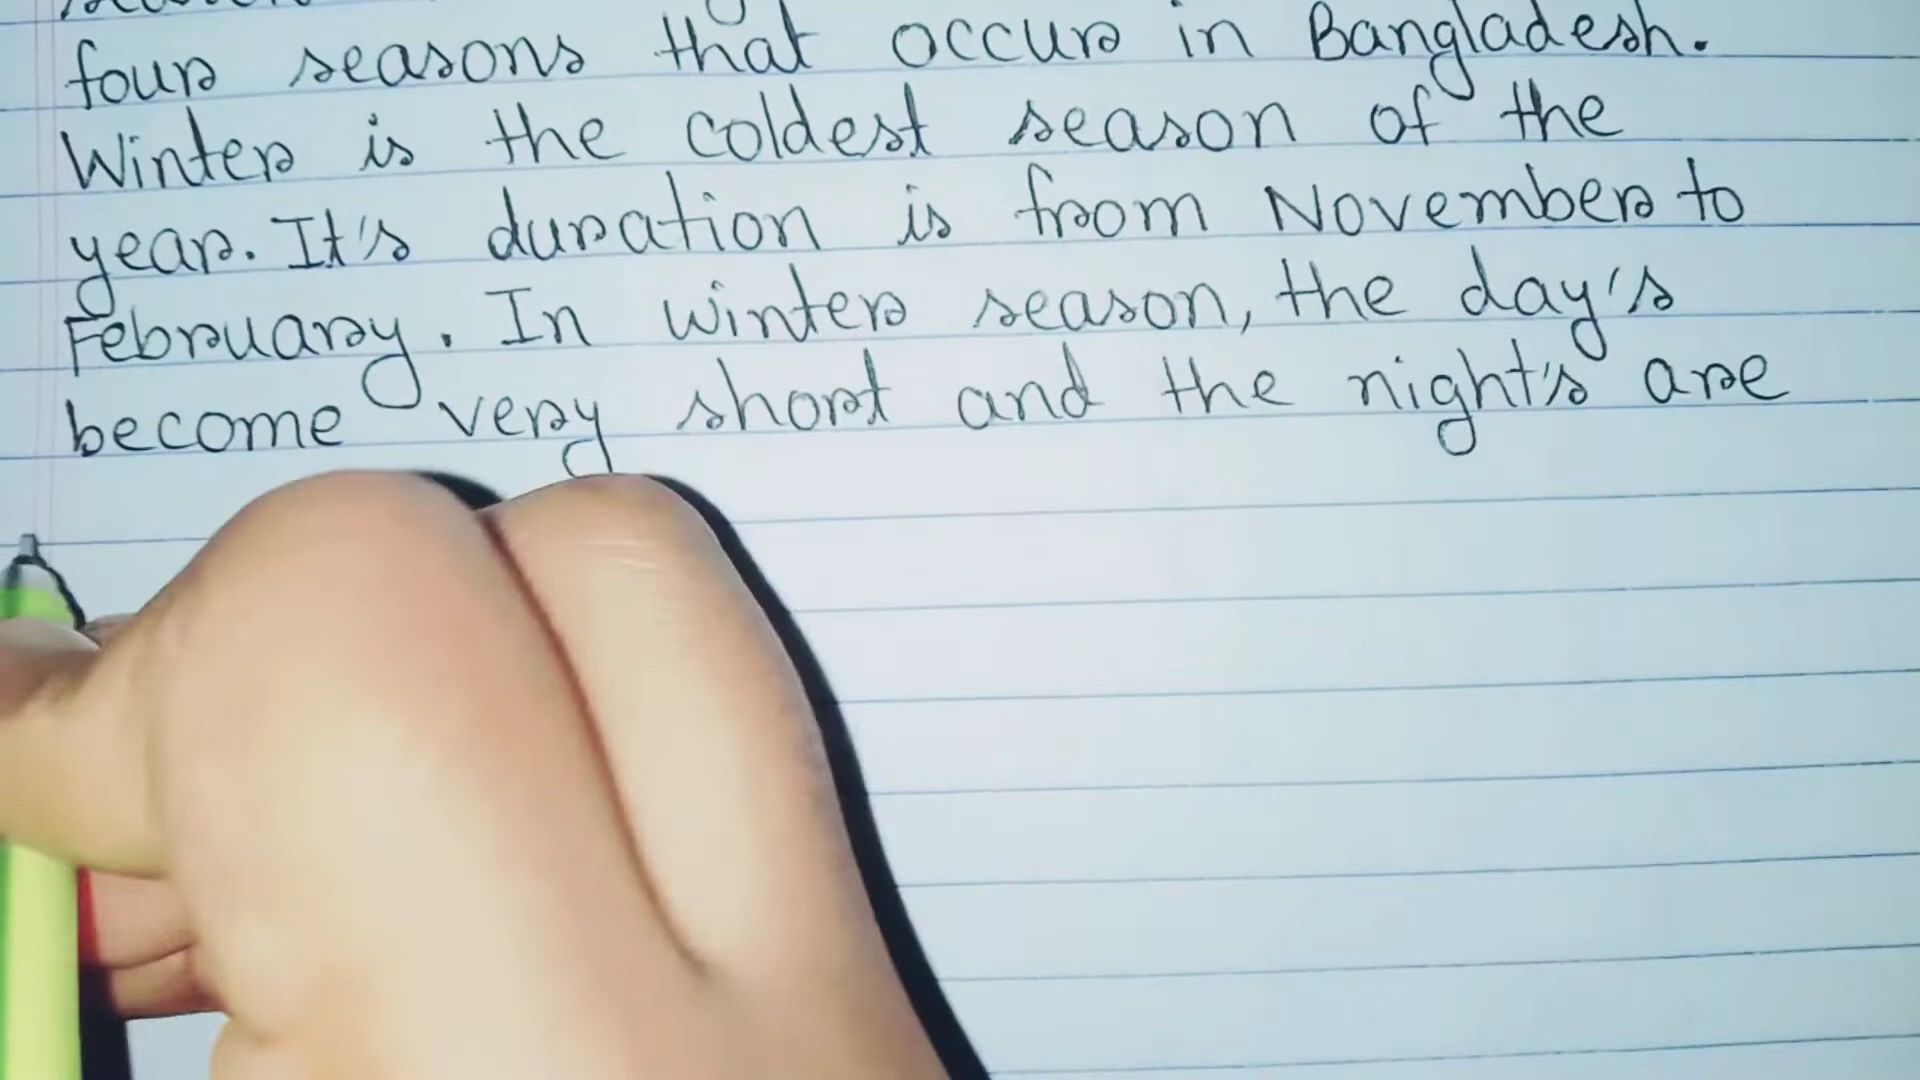 four seasons that occur in Bangladesh.
Winter is the coldest season of the
year. It's duration is from November to
February. In winter season, the day's
become very short and the night's are